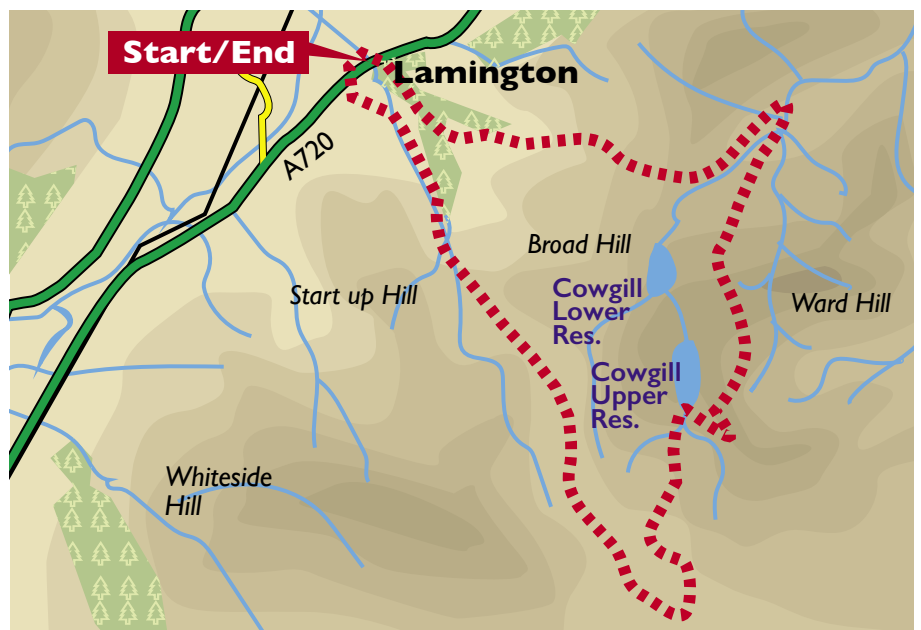 Start/End
Lamington
A720
Broad Hill
Start up Hill
Cowgill
Lower
Res.
Ward Hill
Cowgill
Upper
Res.
Whiteside
Hill